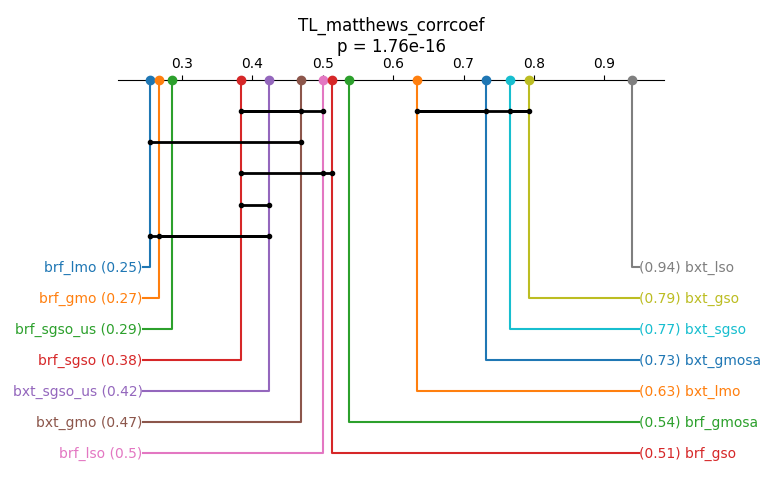 TL_matthews_corrcoef
p = 1.76e-16
0.3 0.4 0.5 0.6 0.7 0.8 0.9
brf_lmo (0.25) (0.94) bxt_lso
brf_gmo (0.27) (0.79) bxt_gso
brf_sgso_us (0.29) (0.77) bxt_sgso
brf_sgso (0.38) (0.73) bxt_gmosa
bxt_sgso_us (0.42) (0.63) bxt_lmo
bxt_gmo (0.47) (0.54) brf_gmosa
brf_lso (0.5) (0.51) brf_gso